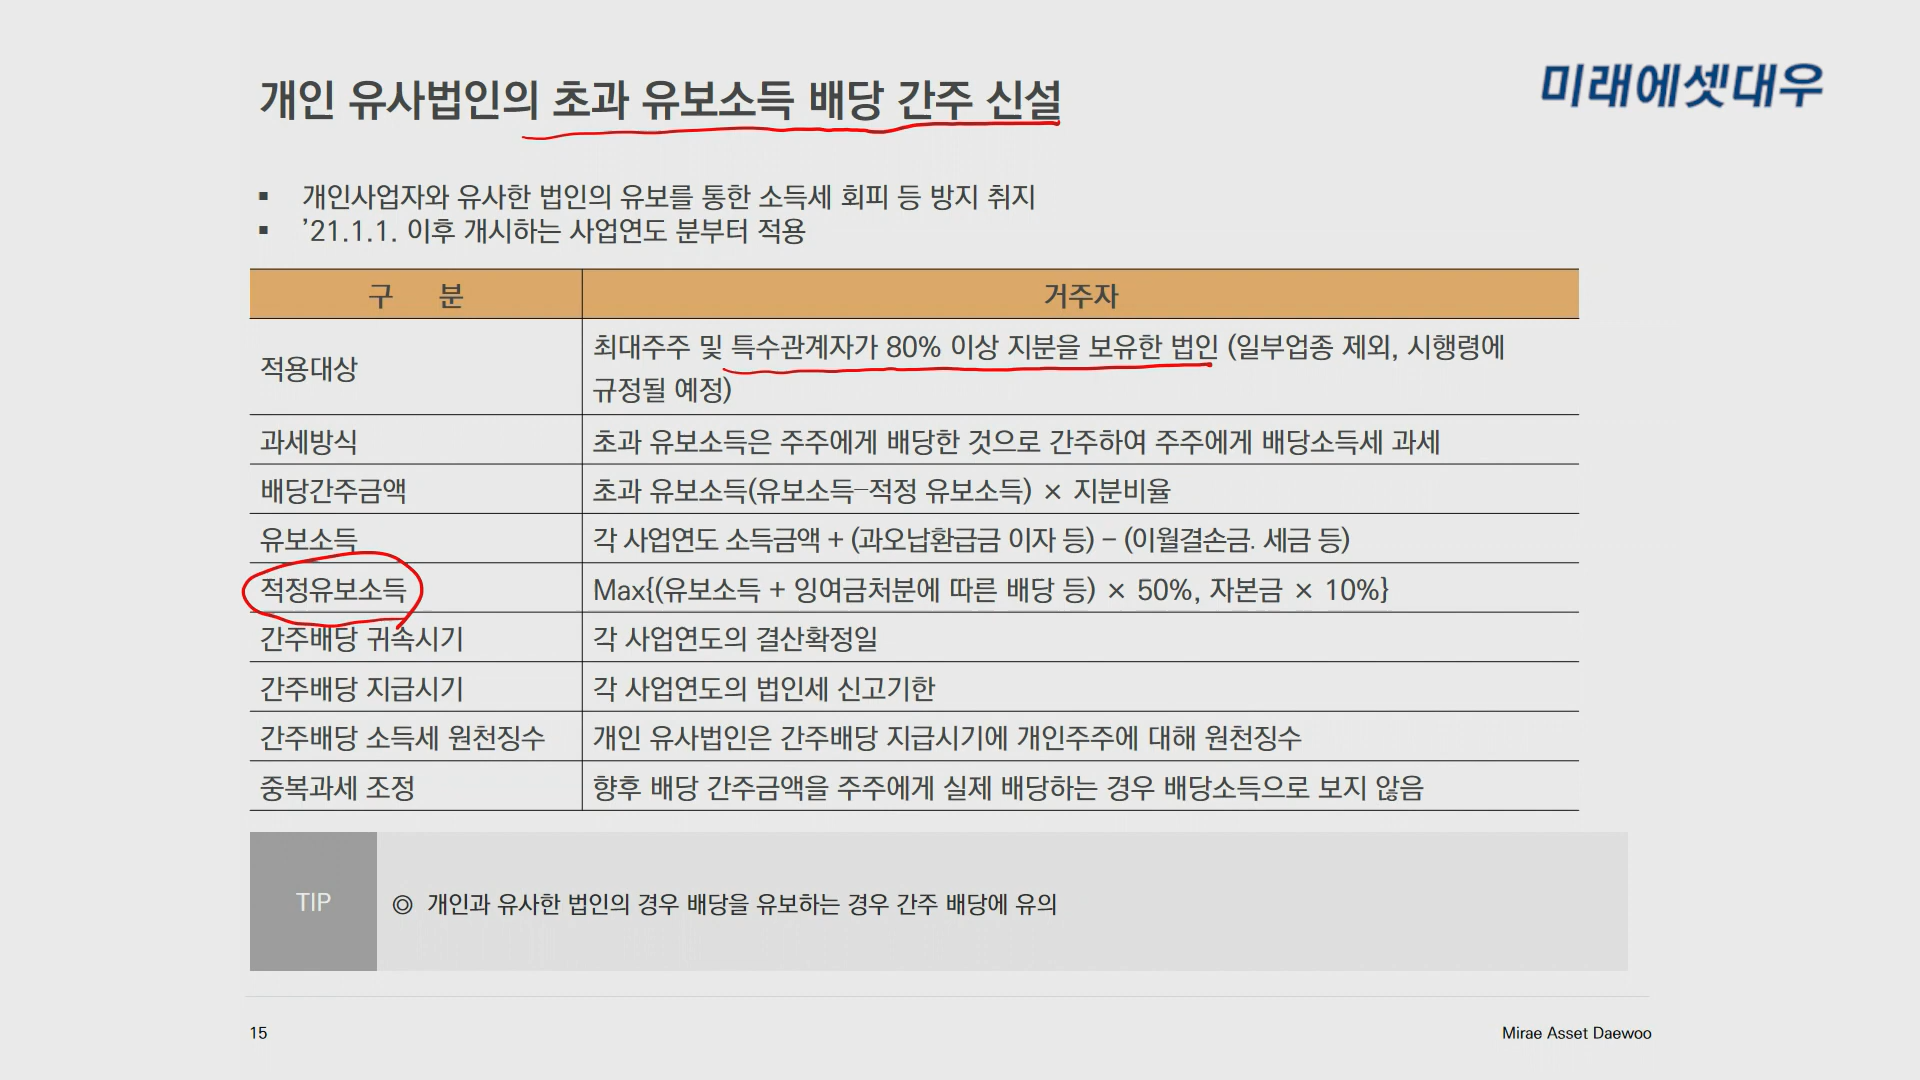 개인 유사법인의 초과 유보소득 배당 간주 신설
미래에셋대우
▪ 개인사업자와 유사한 법인의 유보를 통한 소득세 회피 등 방지 취지
▪ ’21.1.1. 이후 개시하는 사업연도 분부터 적용
구 분 거주자
적용대상 최대주주 및 특수관계자가 80% 이상 지분을 보유한 법인 (일부업종 제외, 시행령에
규정될 예정)
과세방식 초과 유보소득은 주주에게 배당한 것으로 간주하여 주주에게 배당소득세 과세
배당간주금액 초과 유보소득(유보소득–적정 유보소득) × 지분비율
유보소득 각 사업연도 소득금액 + (과오납환급금 이자 등) – (이월결손금. 세금 등)
적정유보소득 Max{(유보소득 + 잉여금처분에 따른 배당 등) × 50%, 자본금 × 10%}
간주배당 귀속시기 각 사업연도의 결산확정일
간주배당 지급시기 각 사업연도의 법인세 신고기한
간주배당 소득세 원천징수 개인 유사법인은 간주배당 지급시기에 개인주주에 대해 원천징수
중복과세 조정 향후 배당 간주금액을 주주에게 실제 배당하는 경우 배당소득으로 보지 않음
TIP ◎ 개인과 유사한 법인의 경우 배당을 유보하는 경우 간주 배당에 유의
15 Mirae Asset Daewoo